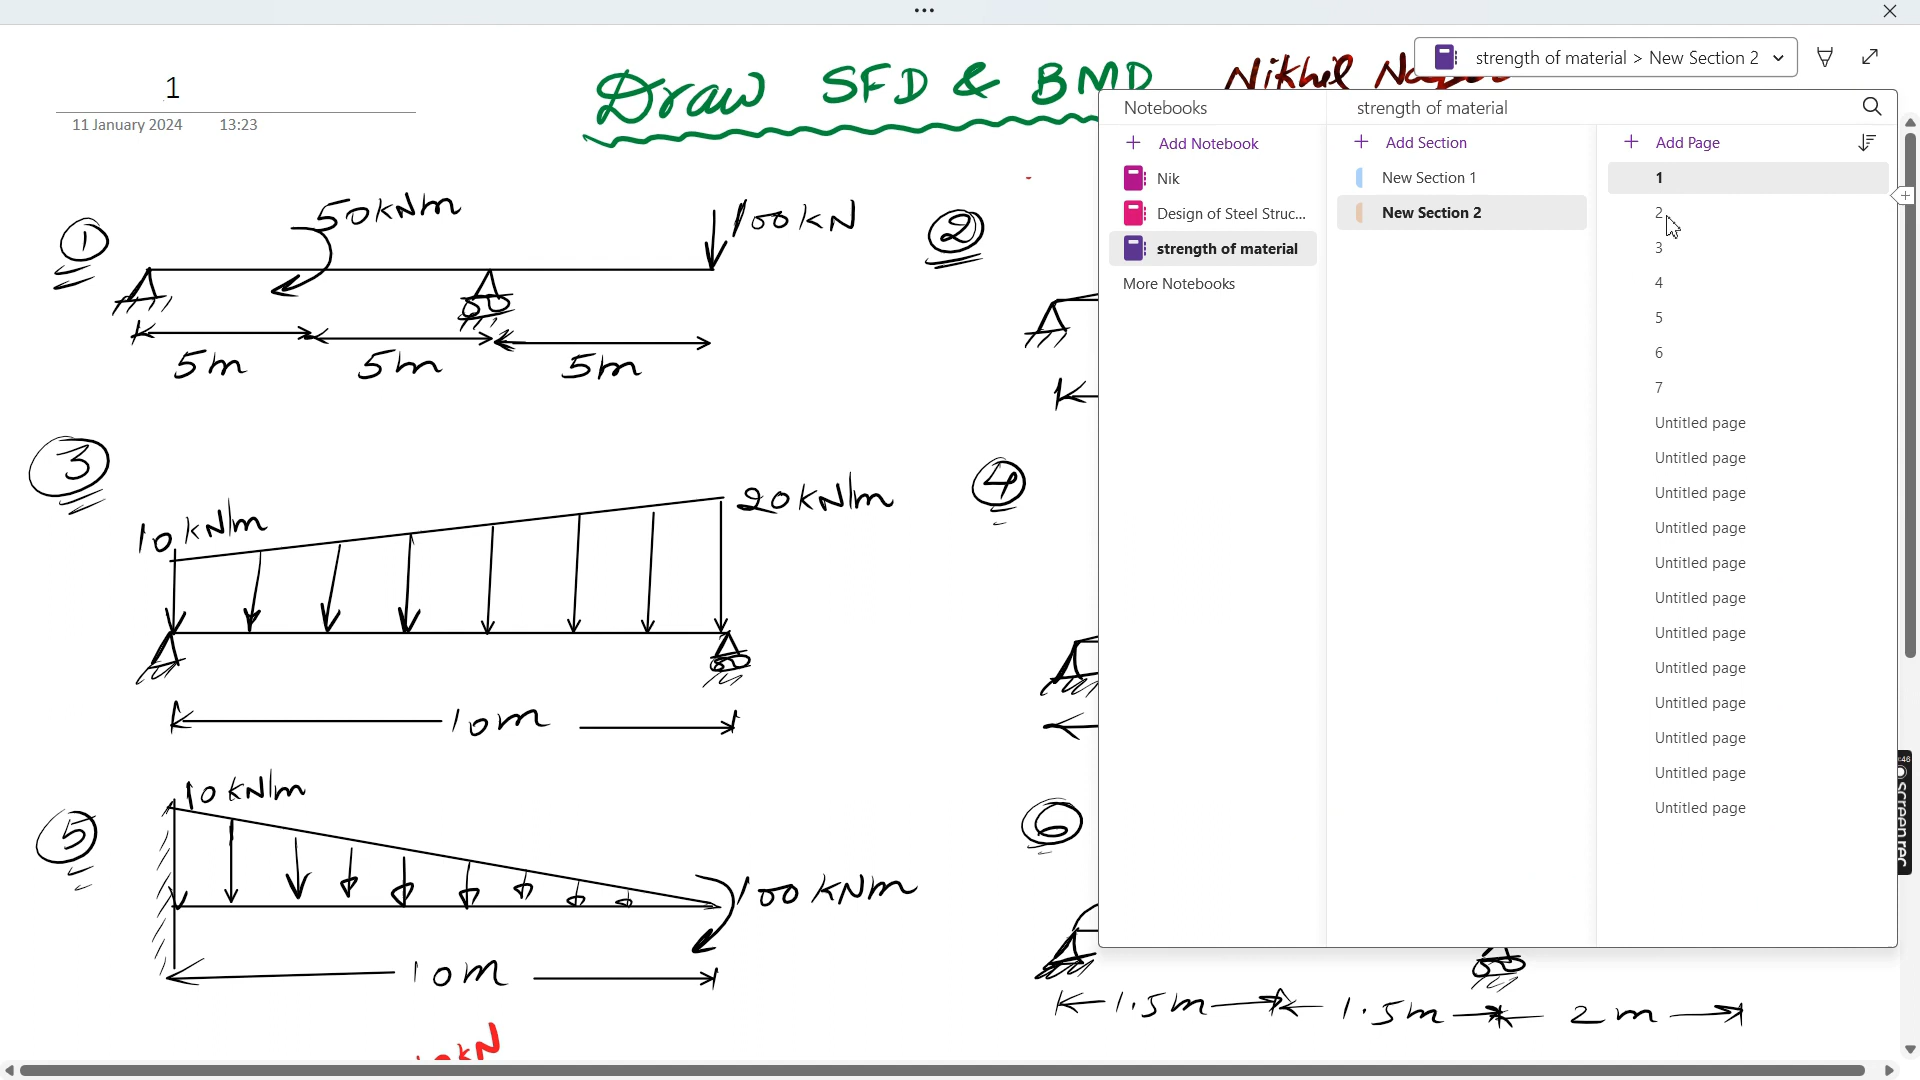 1
11 January 2024 13:23
Draw SFD & BMD Nikhil
strength of material > New Section 2
Notebooks
strength of material
+ Add Notebook
+ Add Section
+ Add Page
Nik
Design of Steel Struc...
strength of material
More Notebooks
New Section 1
New Section 2
1
2
3
4
5
6
7
Untitled page
Untitled page
Untitled page
Untitled page
Untitled page
Untitled page
Untitled page
Untitled page
Untitled page
Untitled page
Untitled page
Untitled page
1
50kNm
100kN
5m 5m 5m
2
3
10kN/m
20kN/m
10m
4
5
10kN/m
100kNm
10m
6
1.5m 1.5m 2m
kN
screen rec